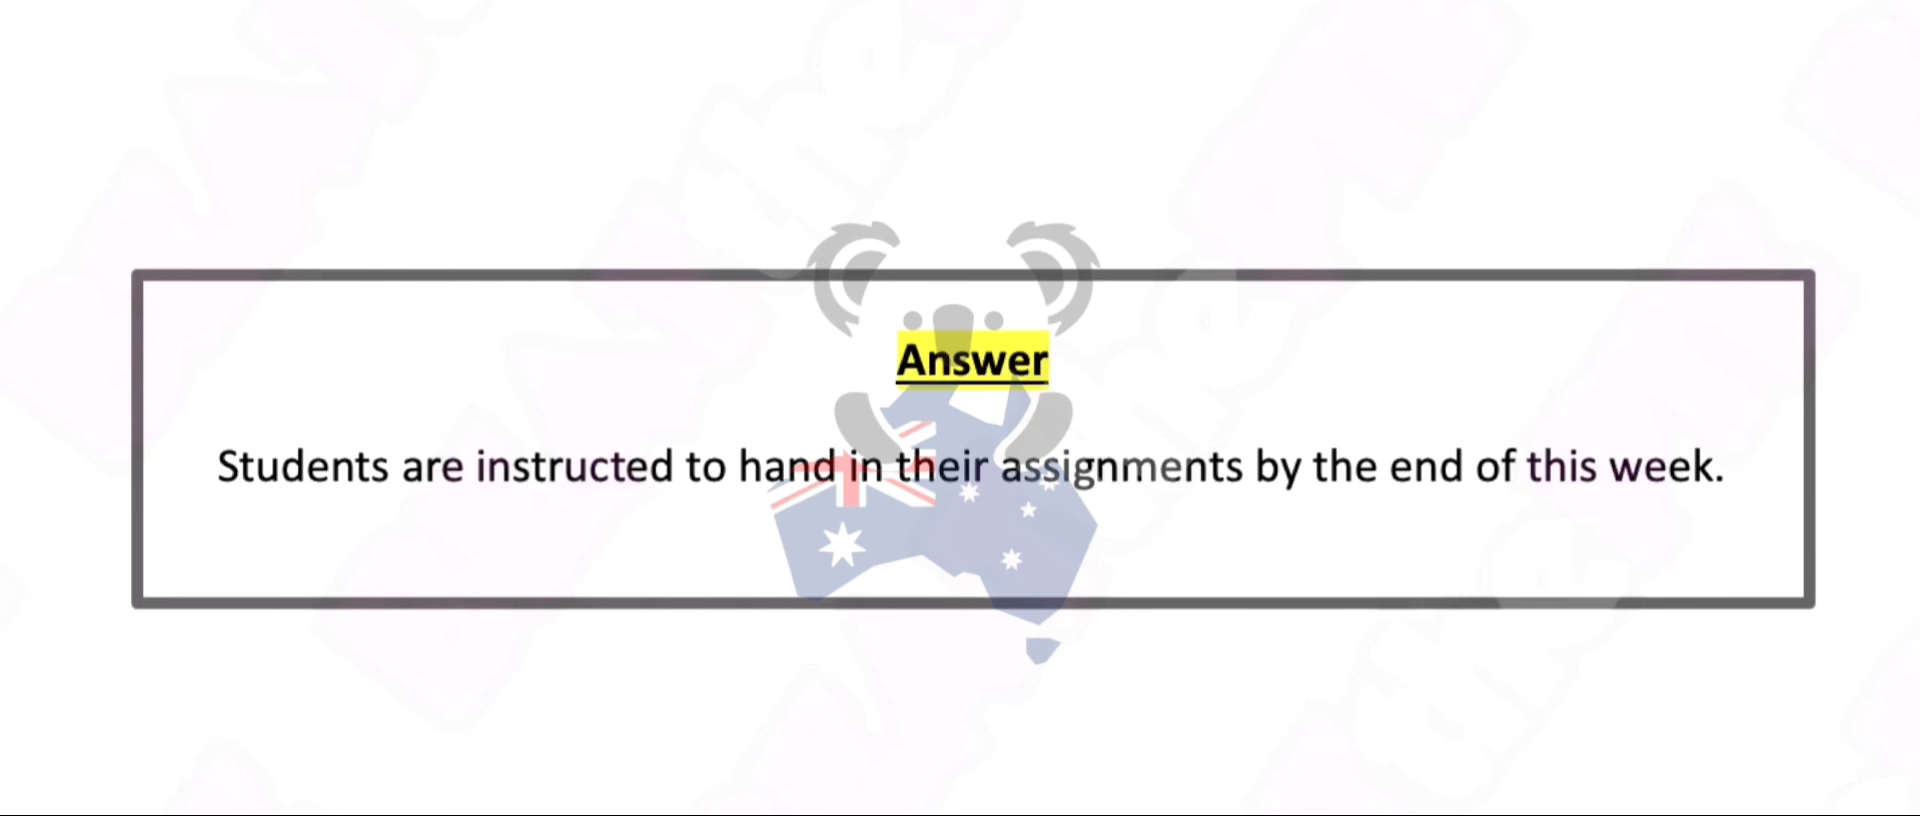 Answer
Students are instructed to hand in their assignments by the end of this week.